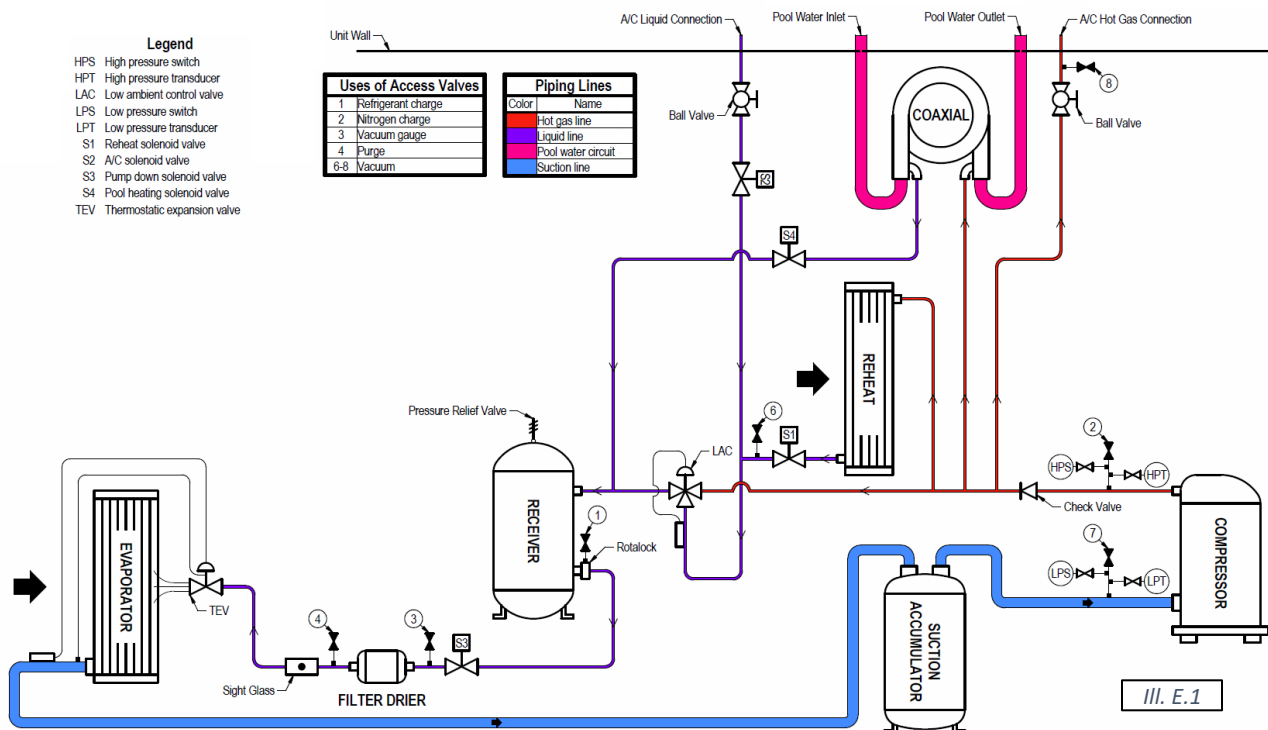 A/C Liquid Connection
Pool Water Inlet
Pool Water Outlet
A/C Hot Gas Connection
Unit Wall
Legend
HPS High pressure switch
HPT High pressure transducer
LAC Low ambient control valve
LPS Low pressure switch
LPT Low pressure transducer
S1 Reheat solenoid valve
S2 A/C solenoid valve
S3 Pump down solenoid valve
S4 Pool heating solenoid valve
TEV Thermostatic expansion valve
Uses of Access Valves
1 Refrigerant charge
2 Nitrogen charge
3 Vacuum gauge
4 Purge
6-8 Vacuum
Piping Lines
Color Name
Hot gas line
Liquid line
Pool water circuit
Suction line
Ball Valve
COAXIAL
8
Ball Valve
S4
REHEAT
Pressure Relief Valve
6
S1
LAC
2
HPS
HPT
Check Valve
COMPRESSOR
RECEIVER
1
Rotalock
7
LPS
LPT
EVAPORATOR
TEV
4
3
S3
Sight Glass
FILTER DRIER
SUCTION
ACCUMULATOR
Ill. E.1